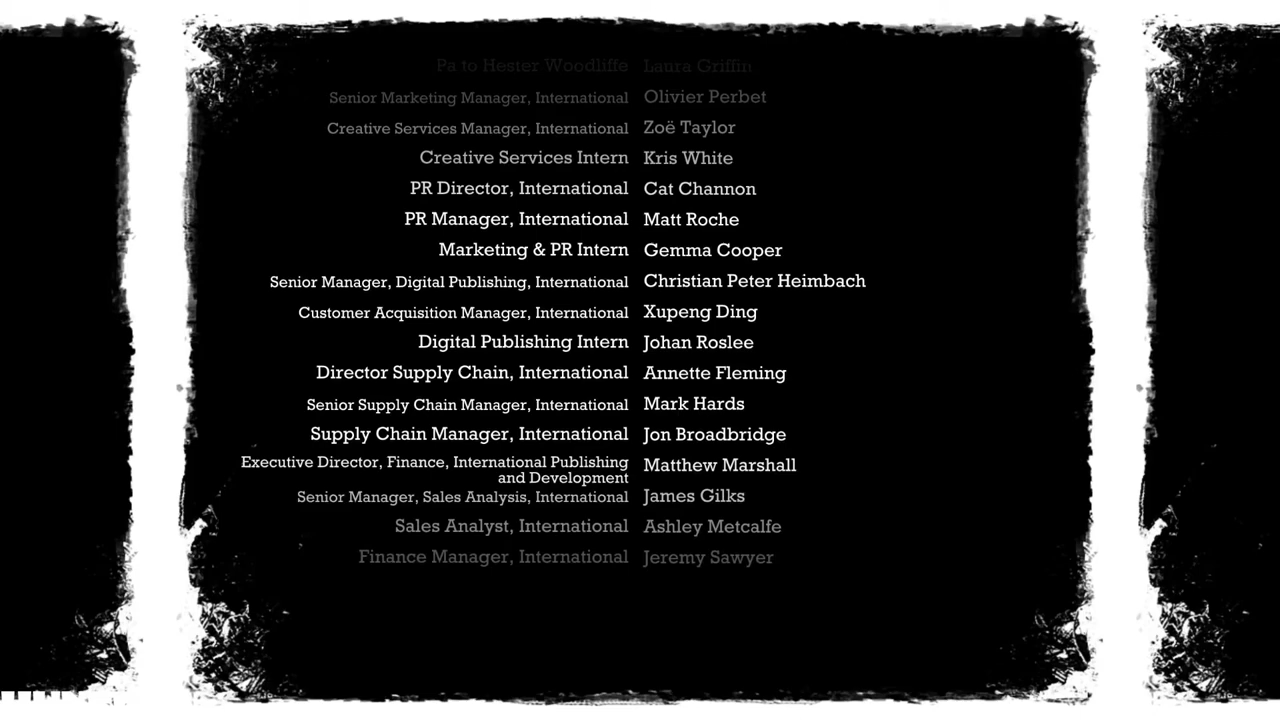 Pa to Hester Woodliffe Laura Griffin
Senior Marketing Manager, International Olivier Perbet
Creative Services Manager, International Zoë Taylor
Creative Services Intern Kris White
PR Director, International Cat Channon
PR Manager, International Matt Roche
Marketing & PR Intern Gemma Cooper
Senior Manager, Digital Publishing, International Christian Peter Heimbach
Customer Acquisition Manager, International Xupeng Ding
Digital Publishing Intern Johan Roslee
Director Supply Chain, International Annette Fleming
Senior Supply Chain Manager, International Mark Hards
Supply Chain Manager, International Jon Broadbridge
Executive Director, Finance, International Publishing
and Development Matthew Marshall
Senior Manager, Sales Analysis, International James Gilks
Sales Analyst, International Ashley Metcalfe
Finance Manager, International Jeremy Sawyer